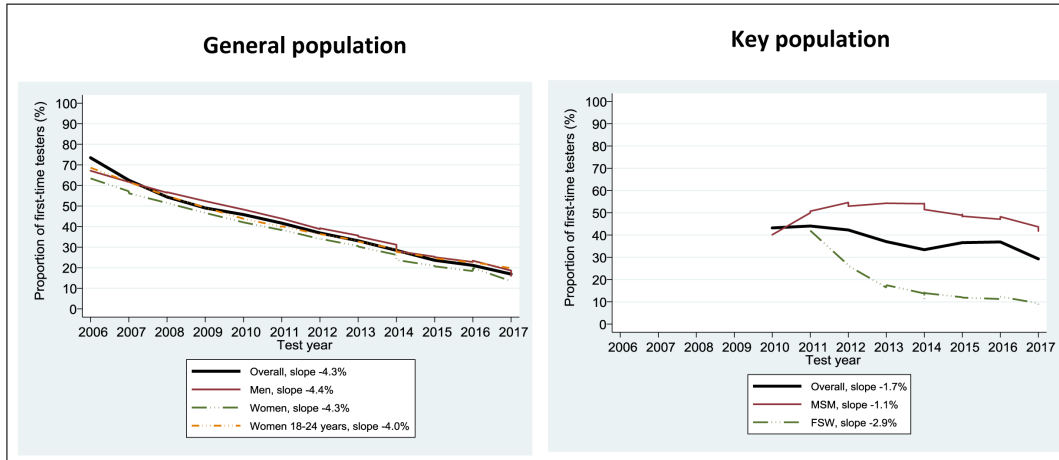 General population
Proportion of first-time testers (%)
100
90
80
70
60
50
40
30
20
10
0
2006 2007 2008 2009 2010 2011 2012 2013 2014 2015 2016 2017
Test year
Overall, slope -4.3%
Men, slope -4.4%
Women, slope -4.3%
Women 18-24 years, slope -4.0%
Key population
Proportion of first-time testers (%)
100
90
80
70
60
50
40
30
20
10
0
2006 2007 2008 2009 2010 2011 2012 2013 2014 2015 2016 2017
Test year
Overall, slope -1.7%
MSM, slope -1.1%
FSW, slope -2.9%